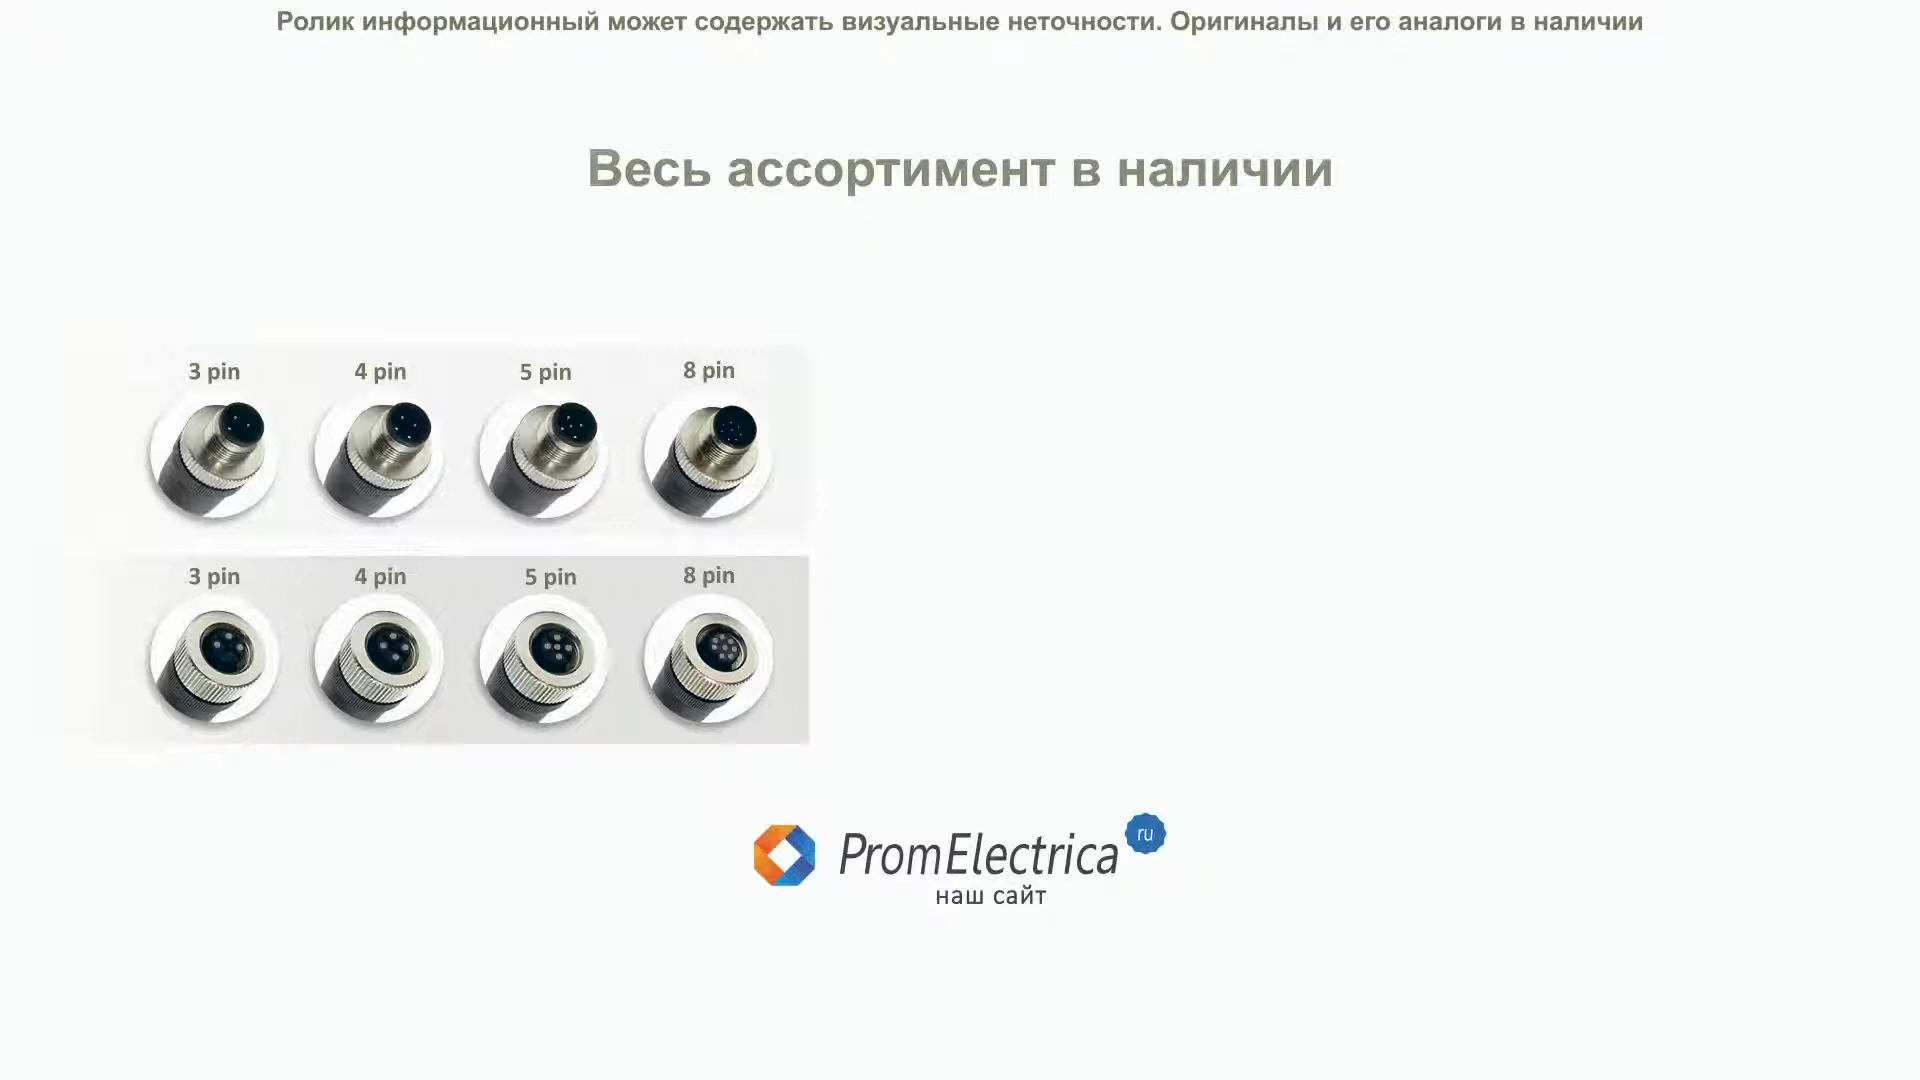 Ролик информационный может содержать визуальные неточности. Оригиналы и его аналоги в наличии
Весь ассортимент в наличии
3 pin 4 pin 5 pin 8 pin
3 pin 4 pin 5 pin 8 pin
PromElectrica ru
наш сайт